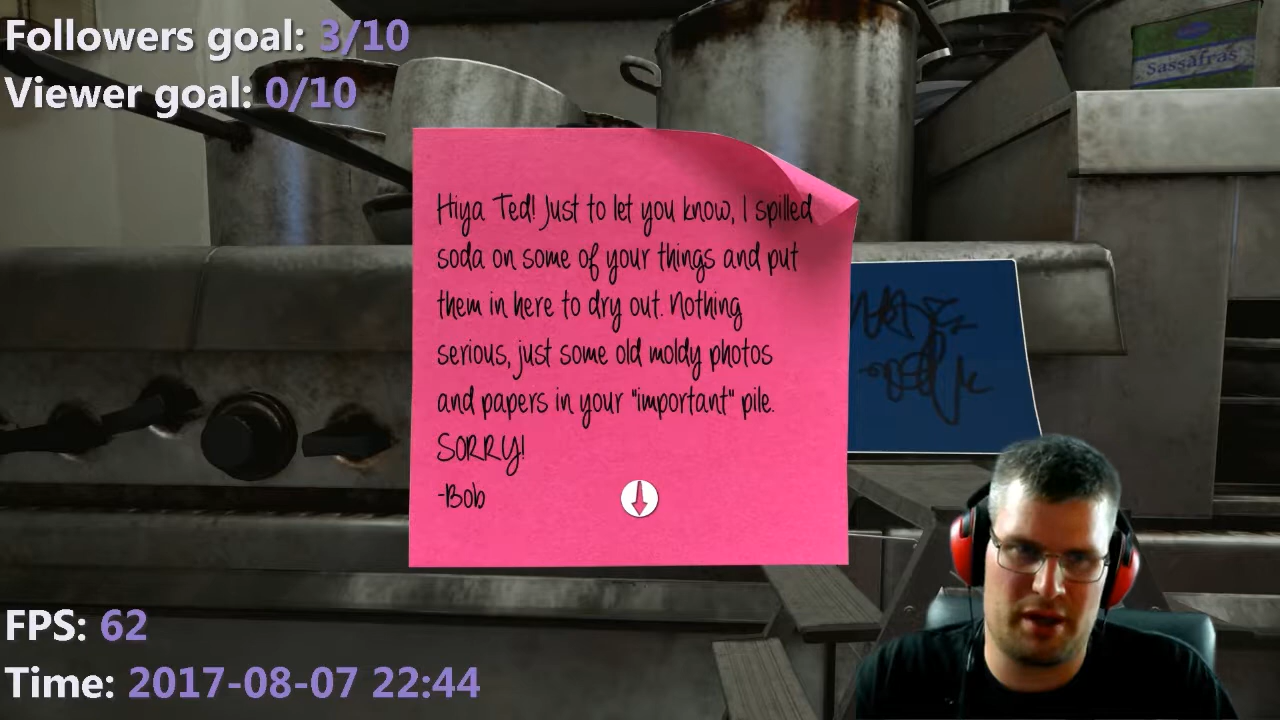 Followers goal: 3/10
Viewer goal: 0/10
Sassafras
Hiya Ted! Just to let you know, I spilled
soda on some of your things and put
them in here to dry out. Nothing
serious, just some old moldy photos
and papers in your "important" pile.
SORRY!
-Bob
FPS: 62
Time: 2017-08-07 22:44